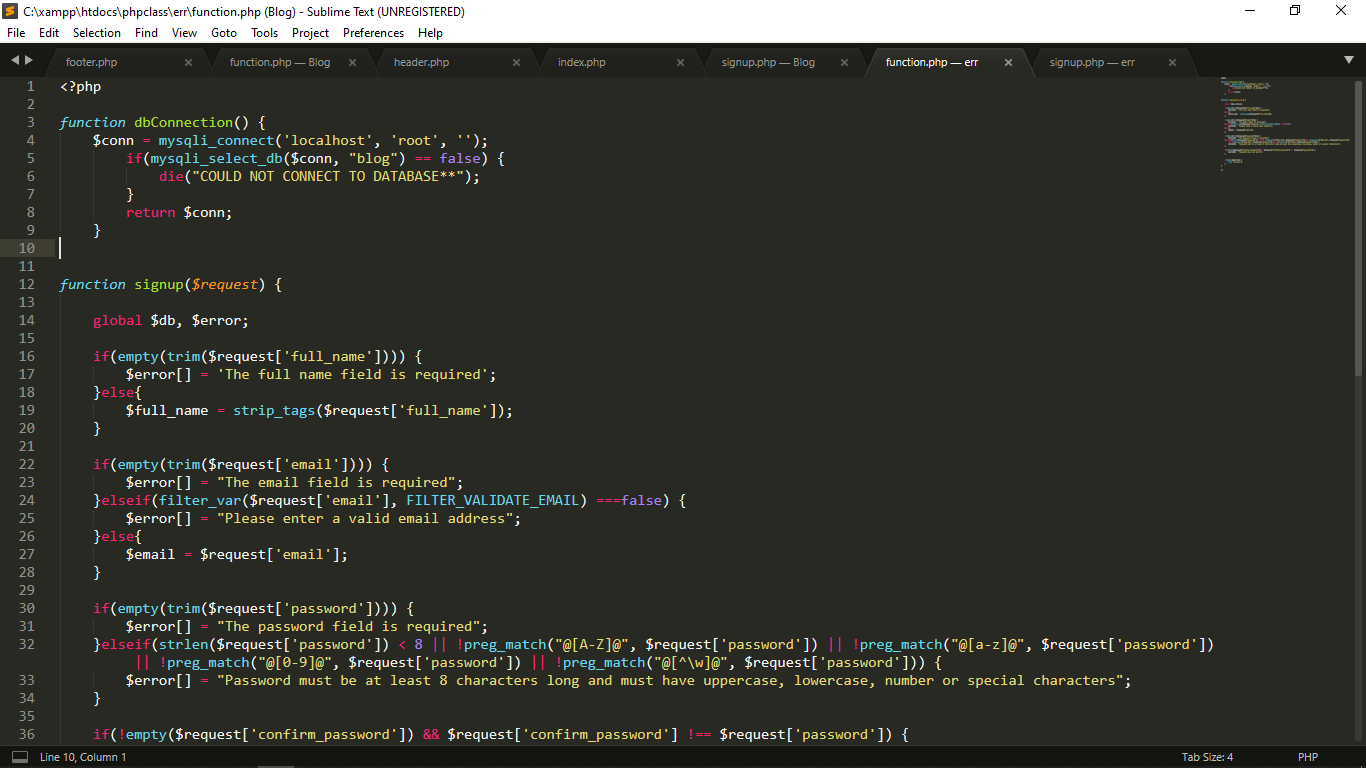 C:\xampp\htdocs\phpclass\err\function.php (Blog) - Sublime Text (UNREGISTERED)
File Edit Selection Find View Goto Tools Project Preferences Help
footer.php function.php — Blog header.php index.php signup.php — Blog function.php — err signup.php — err
1 <?php
2
3 function dbConnection() {
4 $conn = mysqli_connect('localhost', 'root', '');
5 if(mysqli_select_db($conn, "blog") == false) {
6 die("COULD NOT CONNECT TO DATABASE**");
7 }
8 return $conn;
9 }
10
11
12 function signup($request) {
13
14 global $db, $error;
15
16 if(empty(trim($request['full_name']))) {
17 $error[] = 'The full name field is required';
18 }else{
19 $full_name = strip_tags($request['full_name']);
20 }
21
22 if(empty(trim($request['email']))) {
23 $error[] = "The email field is required";
24 }elseif(filter_var($request['email'], FILTER_VALIDATE_EMAIL) ===false) {
25 $error[] = "Please enter a valid email address";
26 }else{
27 $email = $request['email'];
28 }
29
30 if(empty(trim($request['password']))) {
31 $error[] = "The password field is required";
32 }elseif(strlen($request['password']) < 8 || !preg_match("@[A-Z]@", $request['password']) || !preg_match("@[a-z]@", $request['password'])
|| !preg_match("@[0-9]@", $request['password']) || !preg_match("@[^\w]@", $request['password'])) {
33 $error[] = "Password must be at least 8 characters long and must have uppercase, lowercase, number or special characters";
34 }
35
36 if(!empty($request['confirm_password']) && $request['confirm_password'] !== $request['password']) {
Line 10, Column 1 Tab Size: 4 PHP